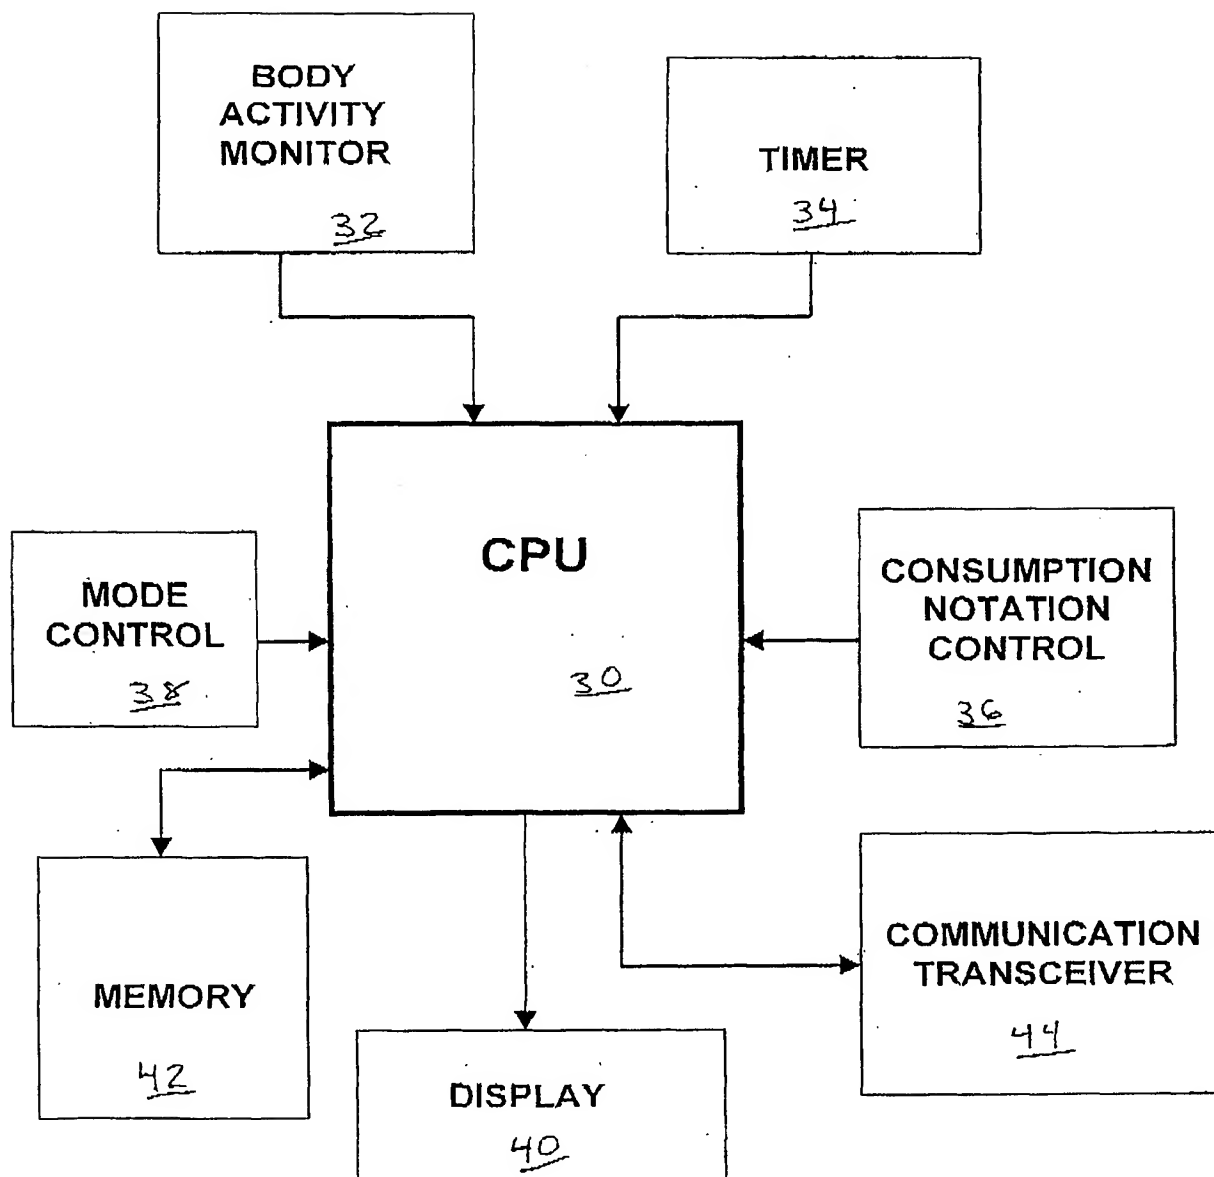 BODY
ACTIVITY
MONITOR
32
TIMER
34
CPU
30
MODE
CONTROL
38
CONSUMPTION
NOTATION
CONTROL
36
MEMORY
42
DISPLAY
40
COMMUNICATION
TRANSCEIVER
44